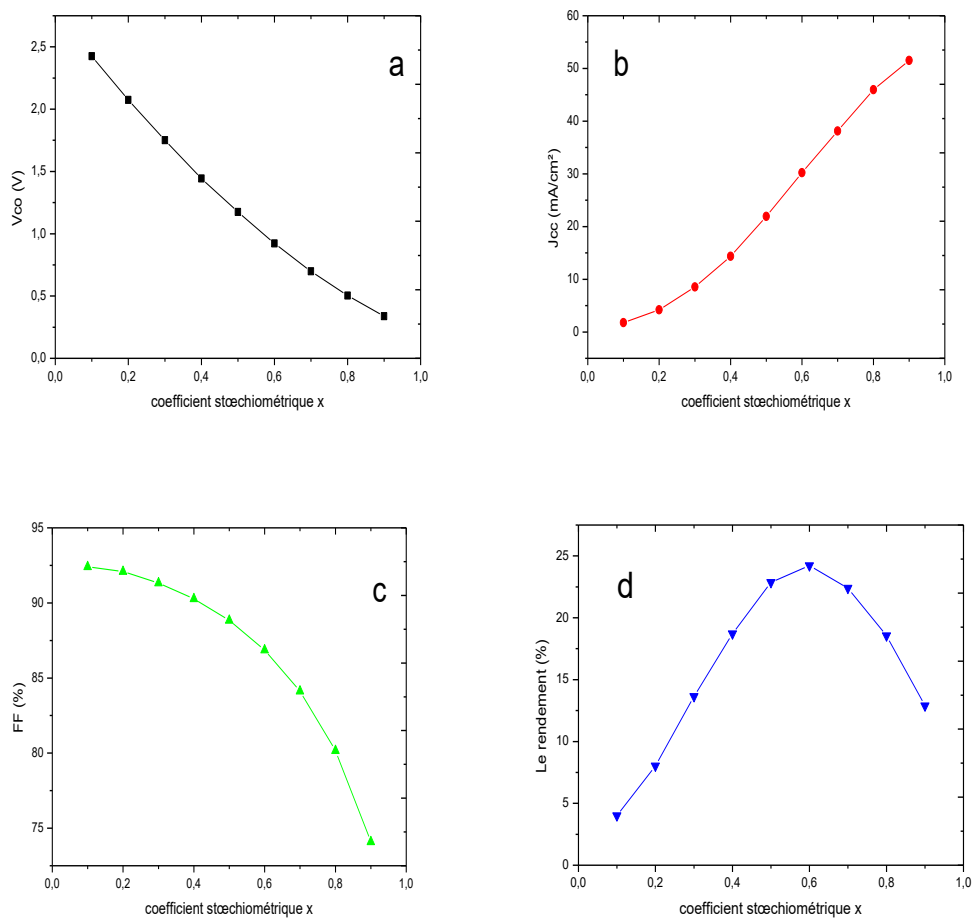 a
Vco (V)
2,5
2,0
1,5
1,0
0,5
0,0
0,0 0,2 0,4 0,6 0,8 1,0
coefficient stœchiométrique x
b
Jcc (mA/cm²)
60
50
40
30
20
10
0
0,0 0,2 0,4 0,6 0,8 1,0
coefficient stœchiométrique x
c
FF (%)
95
90
85
80
75
0,0 0,2 0,4 0,6 0,8 1,0
coefficient stœchiométrique x
d
Le rendement (%)
25
20
15
10
5
0
0,0 0,2 0,4 0,6 0,8 1,0
coefficient stœchiométrique x